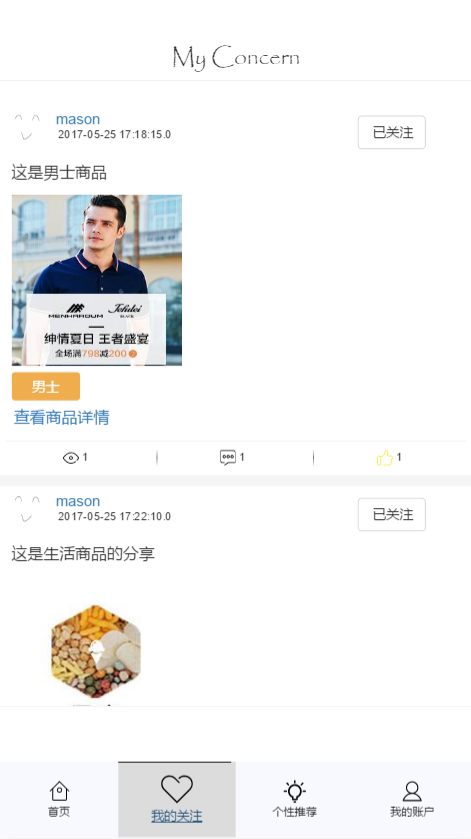 My Concern
mason
2017-05-25 17:18:15.0
已关注
这是男士商品
MENHARDUM
Jofulei
BLACK
绅情夏日 王者盛宴
全场满798减200
男士
查看商品详情
1
1
1
mason
2017-05-25 17:22:10.0
已关注
这是生活商品的分享
首页
我的关注
个性推荐
我的账户